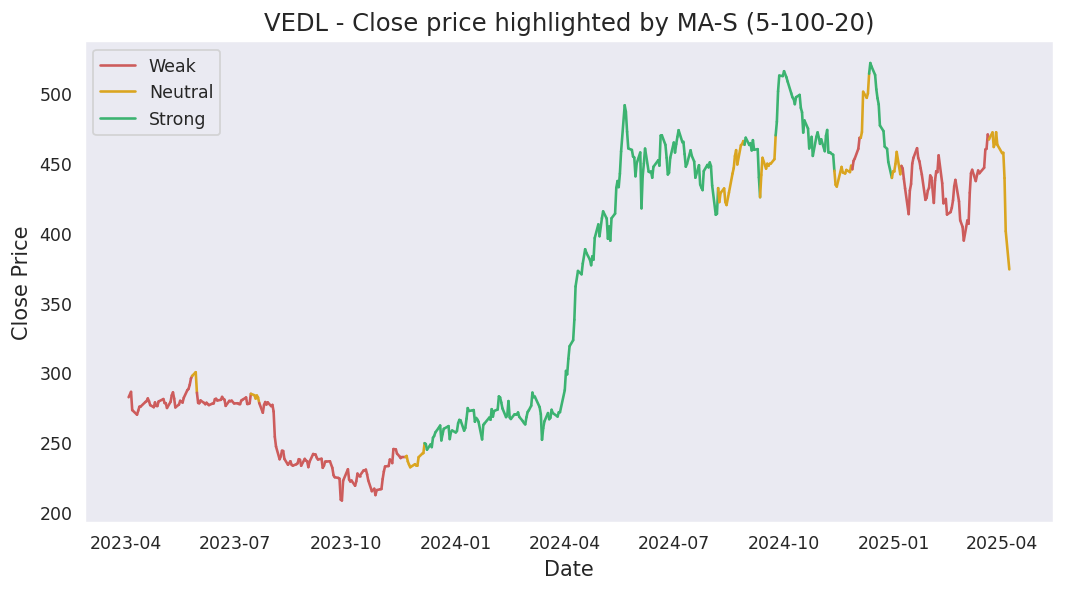 VEDL - Close price highlighted by MA-S (5-100-20)
Weak
Neutral
Strong
Close Price
500
450
400
350
300
250
200
2023-04 2023-07 2023-10 2024-01 2024-04 2024-07 2024-10 2025-01 2025-04
Date